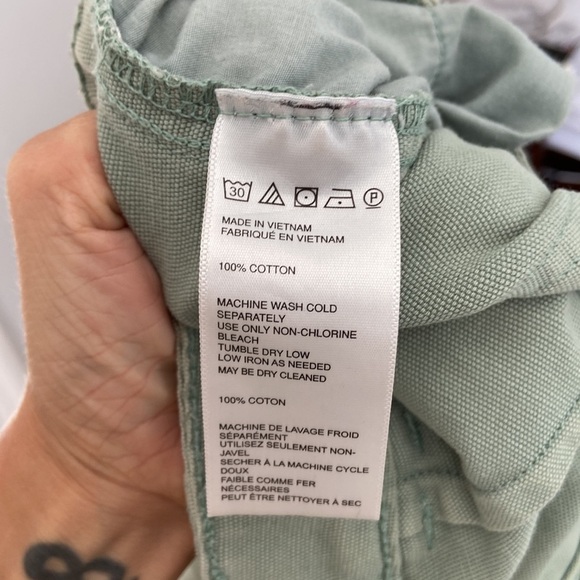 30 P
MADE IN VIETNAM
FABRIQUÉ EN VIETNAM
100% COTTON
MACHINE WASH COLD
SEPARATELY
USE ONLY NON-CHLORINE
BLEACH
TUMBLE DRY LOW
LOW IRON AS NEEDED
MAY BE DRY CLEANED
100% COTON
MACHINE DE LAVAGE FROID
SÉPARÉMENT
UTILISEZ SEULEMENT NON-
JAVEL
SECHER À LA MACHINE CYCLE
DOUX
FAIBLE COMME FER
NÉCESSAIRES
PEUT ÊTRE NETTOYER À SEC